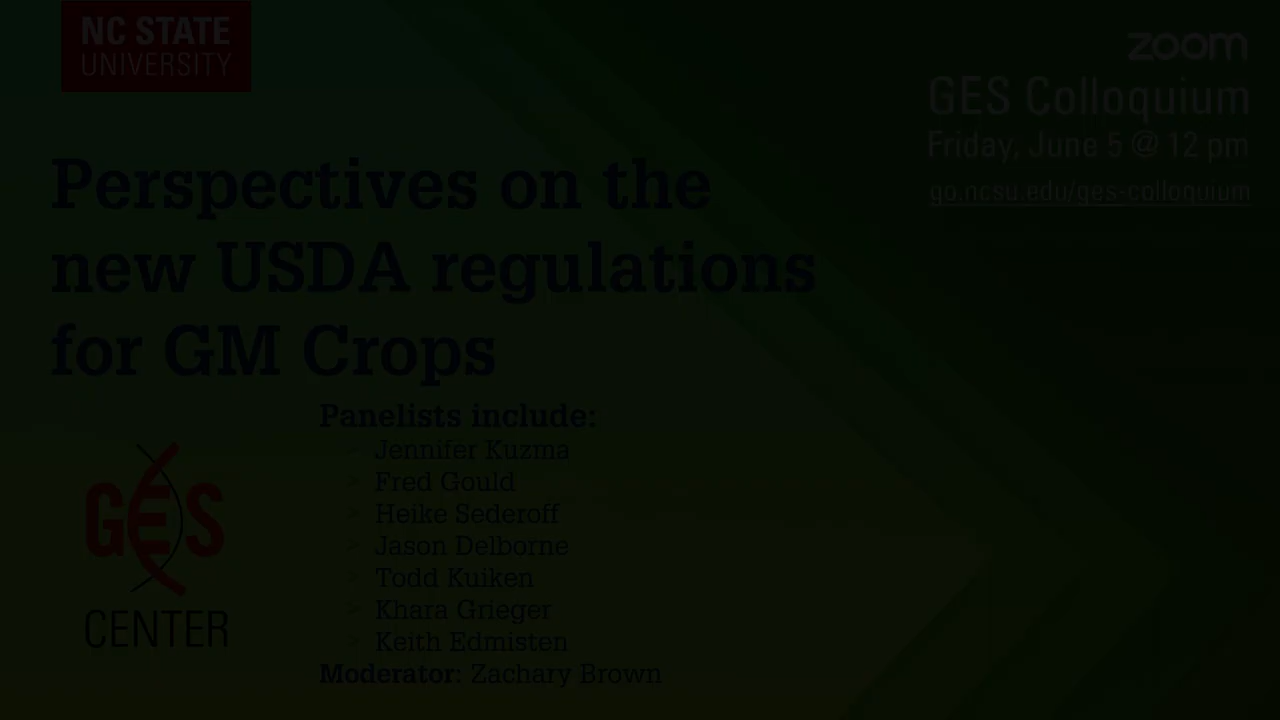 NC STATE
UNIVERSITY
zoom
GES Colloquium
Friday, June 5 @ 12 pm
go.ncsu.edu/ges-colloquium
Perspectives on the
new USDA regulations
for GM Crops
Panelists include:
Jennifer Kuzma
Fred Gould
Heike Sederoff
Jason Delborne
Todd Kuiken
Khara Grieger
Keith Edmisten
Moderator: Zachary Brown
GES
CENTER